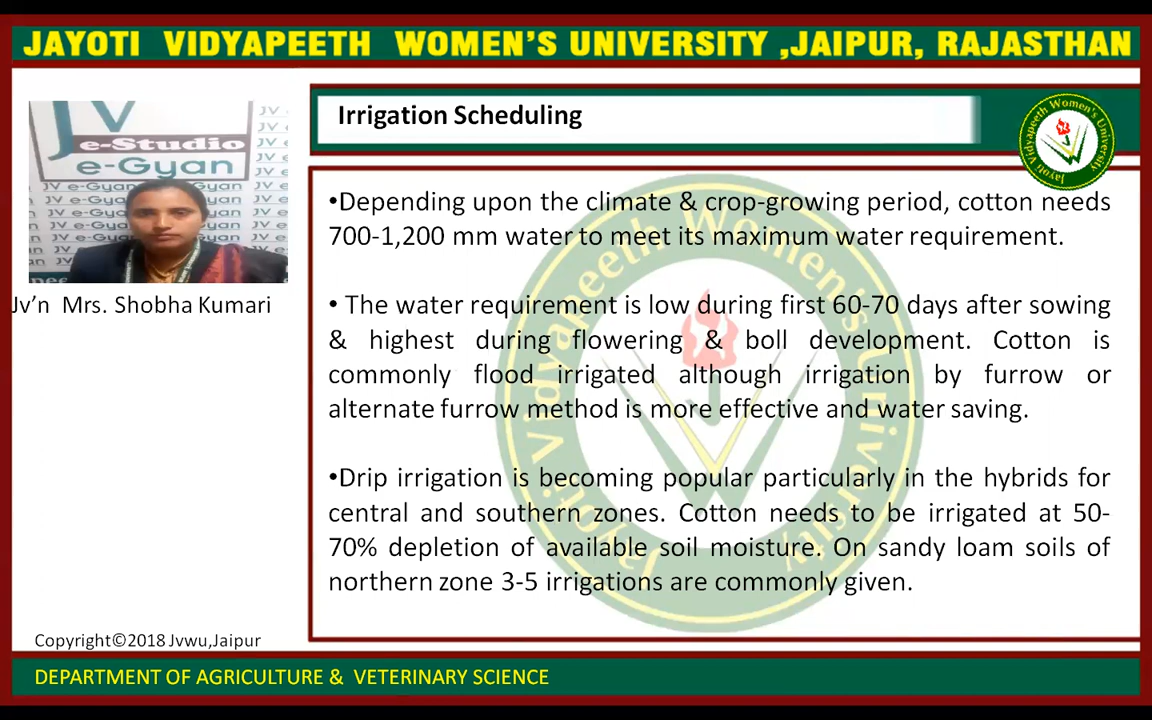 JAYOTI VIDYAPEETH WOMEN'S UNIVERSITY ,JAIPUR, RAJASTHAN
JV
e-Studio
e-Gyan
Jv'n Mrs. Shobha Kumari
Irrigation Scheduling
Jayoti Vidyapeeth Women's University
•Depending upon the climate & crop-growing period, cotton needs
700-1,200 mm water to meet its maximum water requirement.
• The water requirement is low during first 60-70 days after sowing
& highest during flowering & boll development. Cotton is
commonly flood irrigated although irrigation by furrow or
alternate furrow method is more effective and water saving.
•Drip irrigation is becoming popular particularly in the hybrids for
central and southern zones. Cotton needs to be irrigated at 50-
70% depletion of available soil moisture. On sandy loam soils of
northern zone 3-5 irrigations are commonly given.
Copyright©2018 Jvwu,Jaipur
DEPARTMENT OF AGRICULTURE & VETERINARY SCIENCE